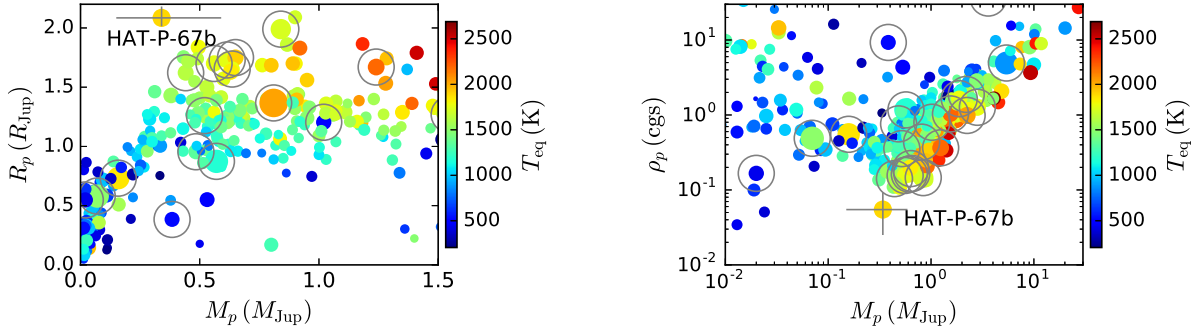 2.0
1.5
1.0
0.5
0.0
R_p (R_Jup)
HAT-P-67b
0.0 0.5 1.0 1.5
M_p (M_Jup)
2500
2000
1500
1000
500
T_eq (K)
10^1
10^0
10^-1
10^-2
ρ_p (cgs)
HAT-P-67b
10^-2 10^-1 10^0 10^1
M_p (M_Jup)
2500
2000
1500
1000
500
T_eq (K)